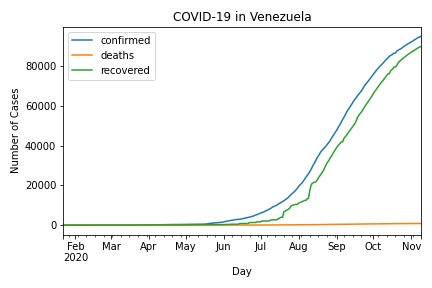 COVID-19 in Venezuela
confirmed
deaths
recovered
Number of Cases
80000
60000
40000
20000
0
Feb Mar Apr May Jun Jul Aug Sep Oct Nov
2020
Day